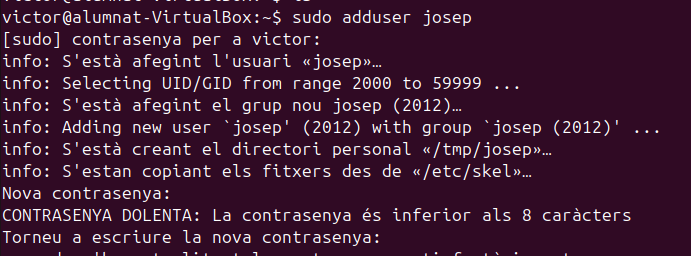 victor@alumnat-VirtualBox:~$ sudo adduser josep
[sudo] contrasenya per a victor:
info: S'està afegint l'usuari «josep»…
info: Selecting UID/GID from range 2000 to 59999 ...
info: S'està afegint el grup nou josep (2012)…
info: Adding new user `josep' (2012) with group `josep (2012)' ...
info: S'està creant el directori personal «/tmp/josep»…
info: S'estan copiant els fitxers des de «/etc/skel»…
Nova contrasenya:
CONTRASENYA DOLENTA: La contrasenya és inferior als 8 caràcters
Torneu a escriure la nova contrasenya: